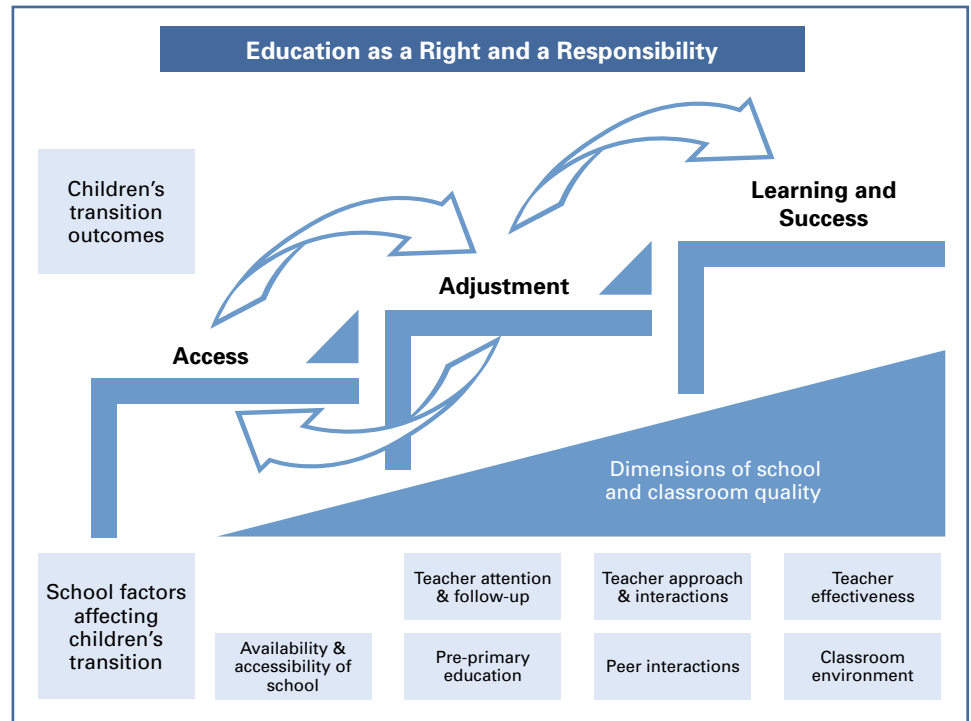 Education as a Right and a Responsibility
Children's
transition
outcomes
Learning and
Success
Adjustment
Access
Dimensions of school
and classroom quality
School factors
affecting
children's
transition
Teacher attention
& follow-up
Teacher approach
& interactions
Teacher
effectiveness
Availability &
accessibility of
school
Pre-primary
education
Peer interactions
Classroom
environment